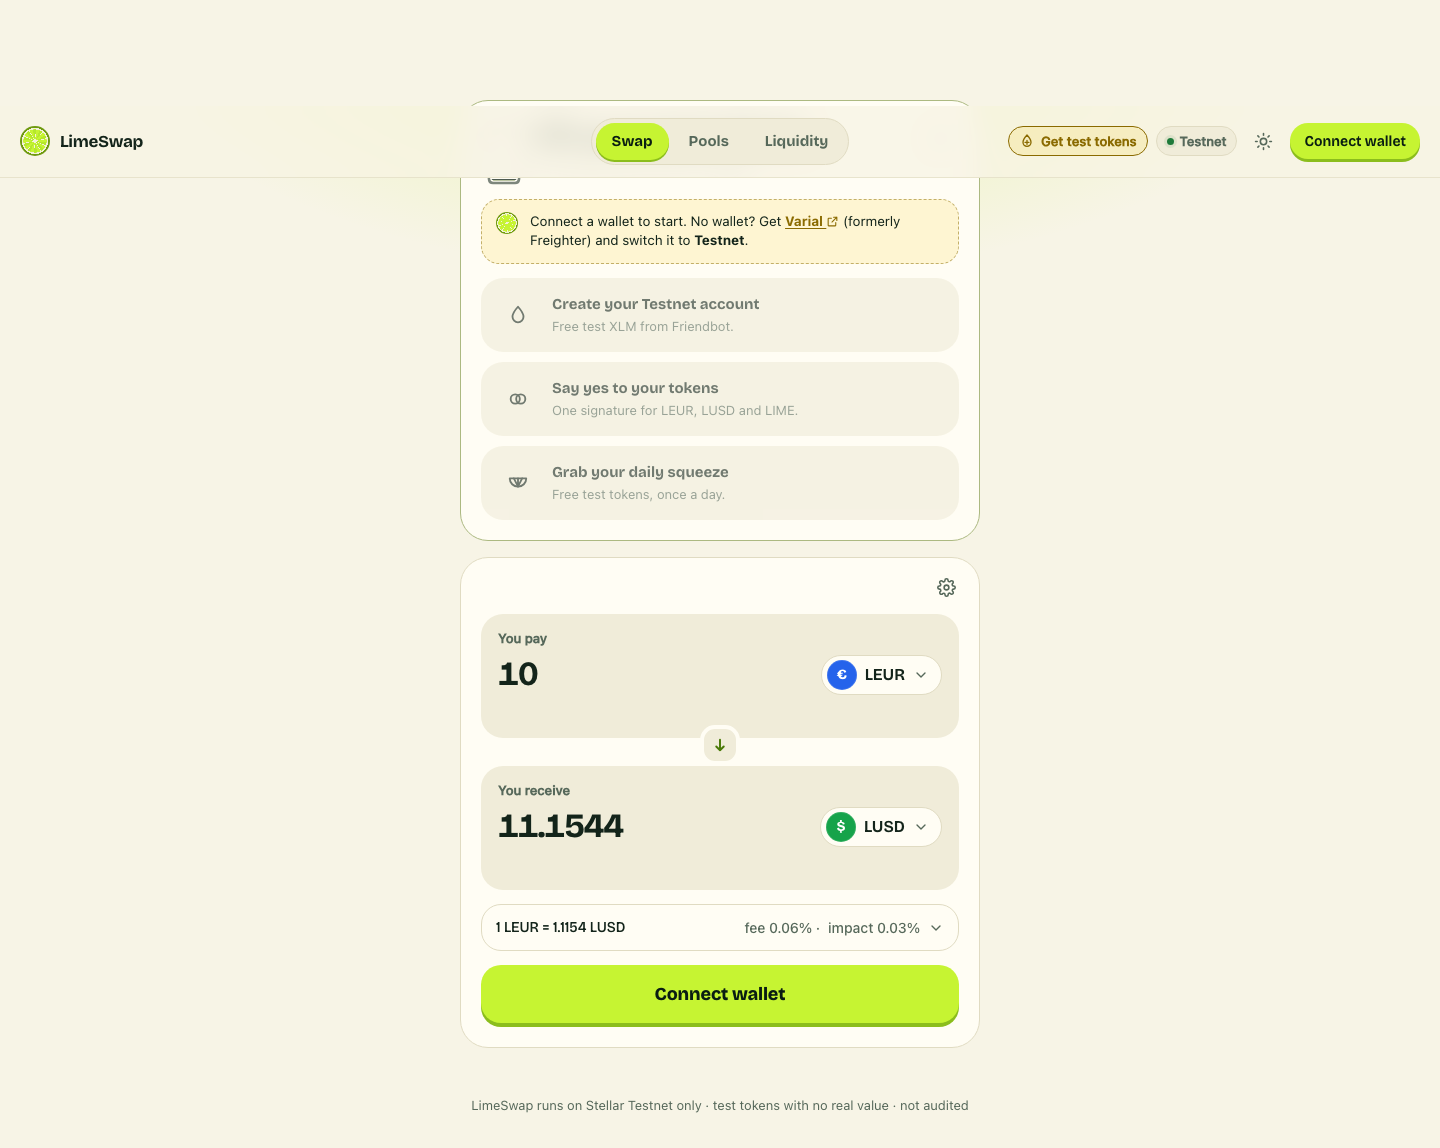 LimeSwap
Swap
Pools
Liquidity
Get test tokens
Testnet
Connect wallet
Connect a wallet to start. No wallet? Get Varial (formerly
Freighter) and switch it to Testnet.
Create your Testnet account
Free test XLM from Friendbot.
Say yes to your tokens
One signature for LEUR, LUSD and LIME.
Grab your daily squeeze
Free test tokens, once a day.
You pay
10
€ LEUR
You receive
11.1544
$ LUSD
1 LEUR = 1.1154 LUSD
fee 0.06% · impact 0.03%
Connect wallet
LimeSwap runs on Stellar Testnet only · test tokens with no real value · not audited